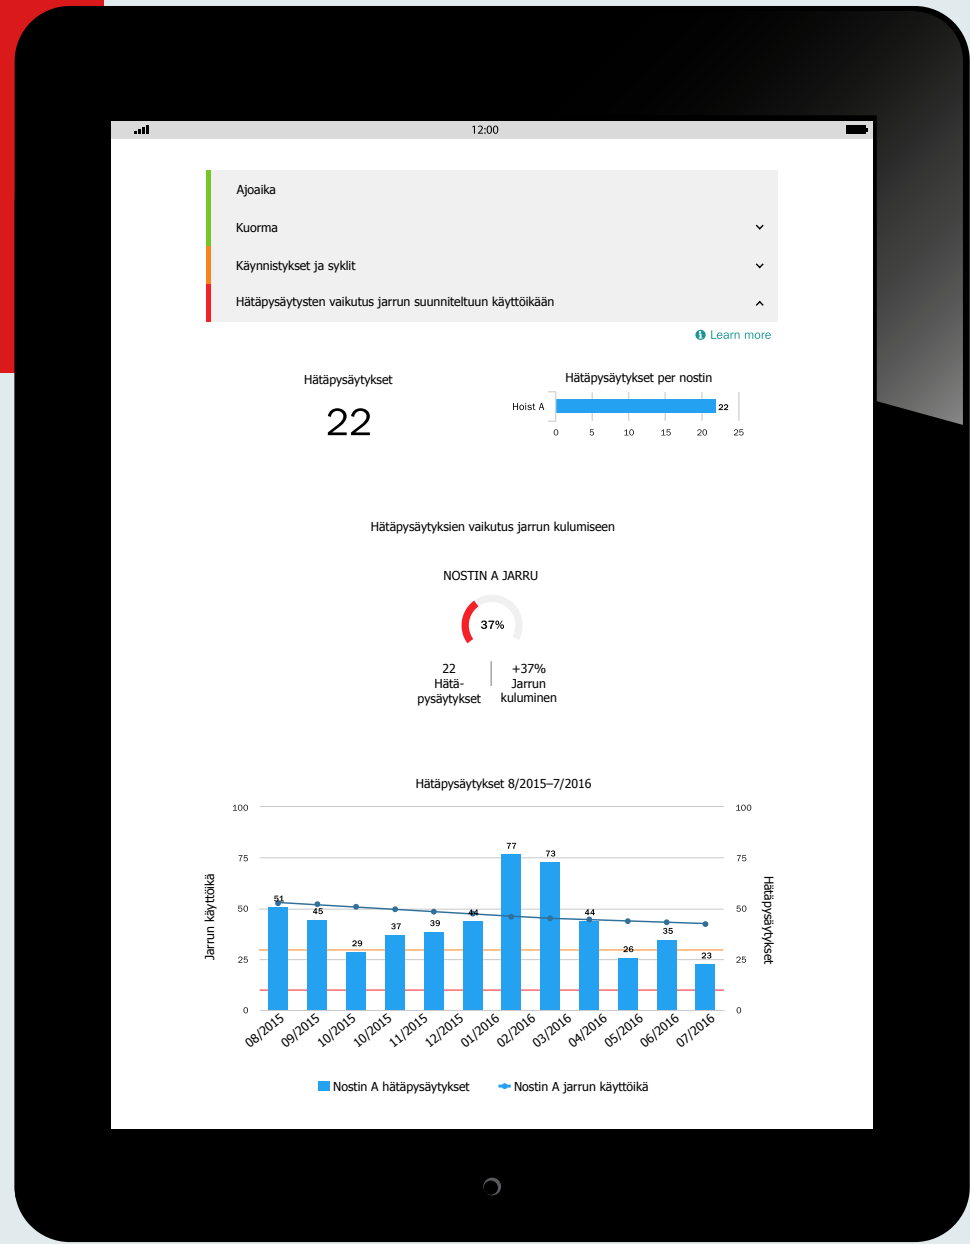 12:00
Ajoaika
Kuorma
Käynnistykset ja syklit
Hätäpysäytysten vaikutus jarrun suunniteltuun käyttöikään
Learn more
Hätäpysäytykset
22
Hätäpysäytykset per nostin
Hoist A
22
0 5 10 15 20 25
Hätäpysäytyksien vaikutus jarrun kulumiseen
NOSTIN A JARRU
37%
22
Hätä-
pysäytykset
+37%
Jarrun
kuluminen
Hätäpysäytykset 8/2015–7/2016
Jarrun käyttöikä
100
75
50
25
0
51 45 29 37 39 44 77 73 44 26 35 23
100
75
50
25
0
Hätäpysäytykset
08/2015 09/2015 10/2015 10/2015 11/2015 12/2015 01/2016 02/2016 03/2016 04/2016 05/2016 06/2016 07/2016
Nostin A hätäpysäytykset
Nostin A jarrun käyttöikä